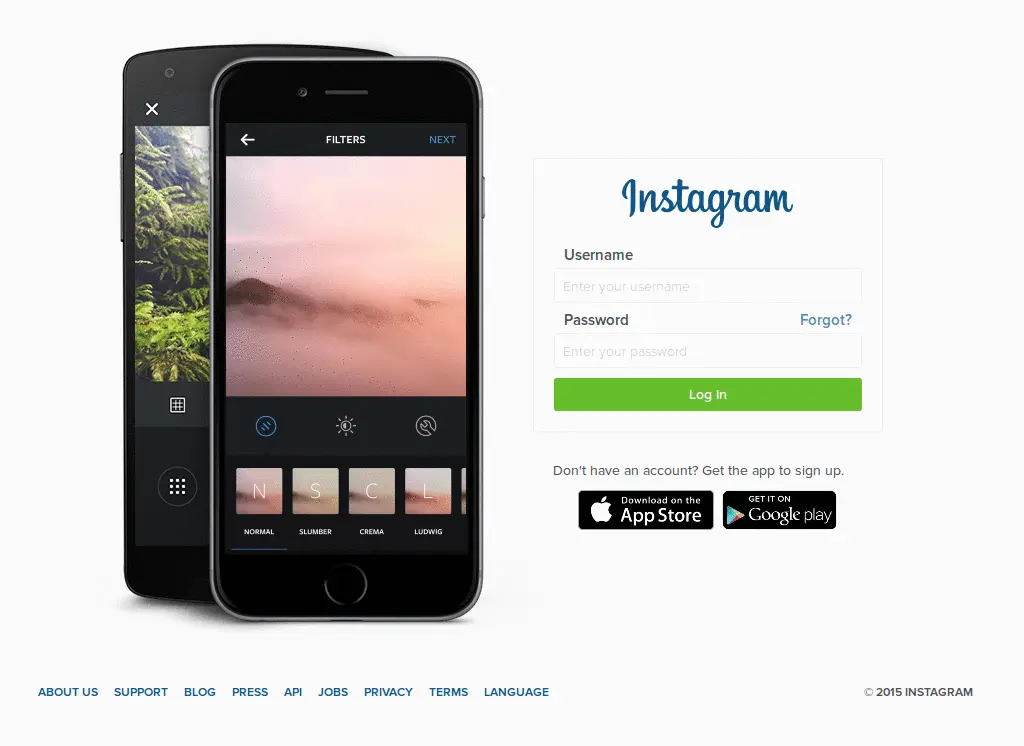 FILTERS
NEXT
N
S
C
L
NORMAL
SLUMBER
CREMA
LUDWIG
Instagram
Username
Enter your username
Password
Forgot?
Enter your password
Log In
Don't have an account? Get the app to sign up.
Download on the
App Store
GET IT ON
Google play
ABOUT US SUPPORT BLOG PRESS API JOBS PRIVACY TERMS LANGUAGE
© 2015 INSTAGRAM